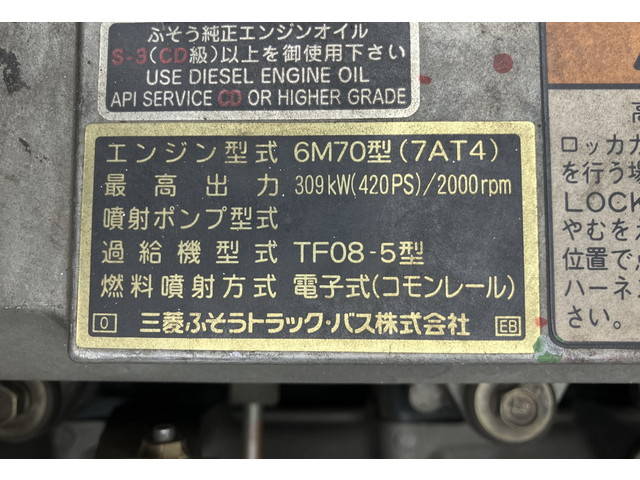 ふそう純正エンジンオイル
S-3(CD級)以上を御使用下さい
USE DIESEL ENGINE OIL
API SERVICE CD OR HIGHER GRADE
エンジン型式 6M70型(7AT4)
最高出力 309kW(420PS)/2000rpm
噴射ポンプ型式
過給機型式 TF08-5型
燃料噴射方式 電子式(コモンレール)
0 三菱ふそうトラック・バス株式会社 EB
ロッカカ
を行う場
LOCK
やむをえ
位置で
ハーネ
さい。